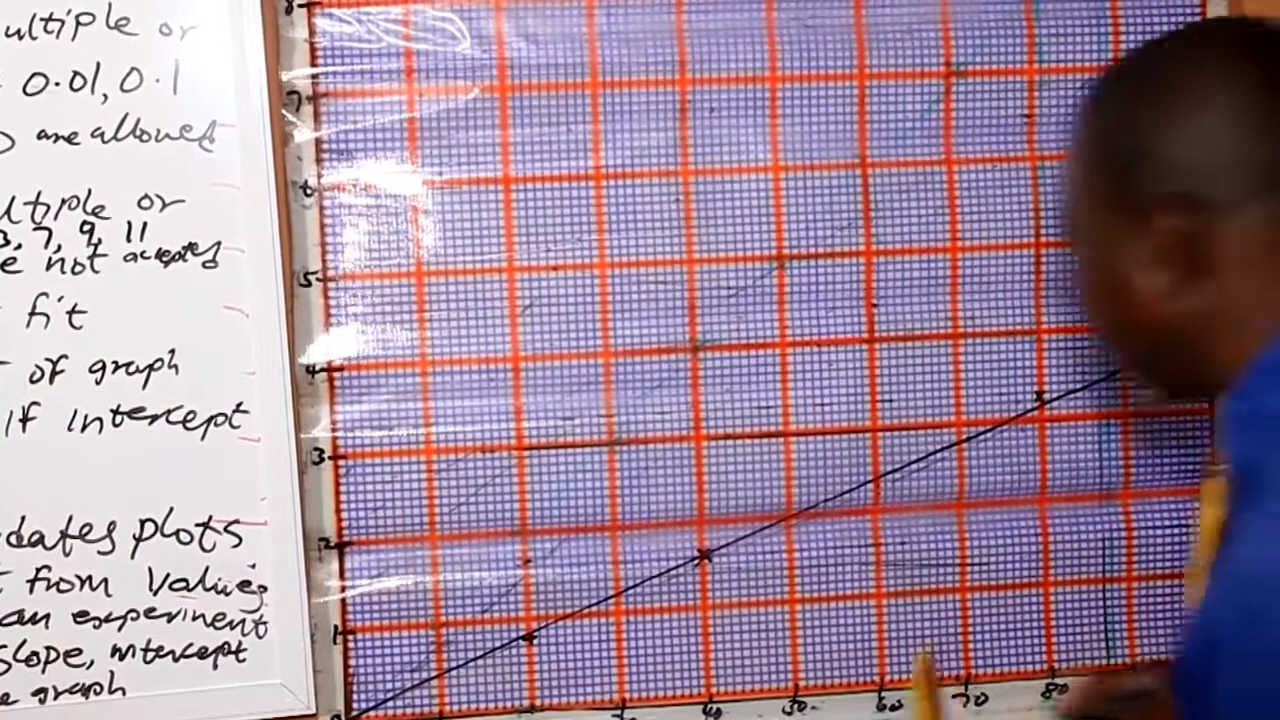 ultiple or
0.01, 0.1
are allowed
ltiple or
3, 7, 9, 11
e not accepted
fit
of graph
if intercept
dates plots
from values
an experiment
slope, intercept
e graph
8
7
6
5
4
3
2
1
0
40
50
60
70
80